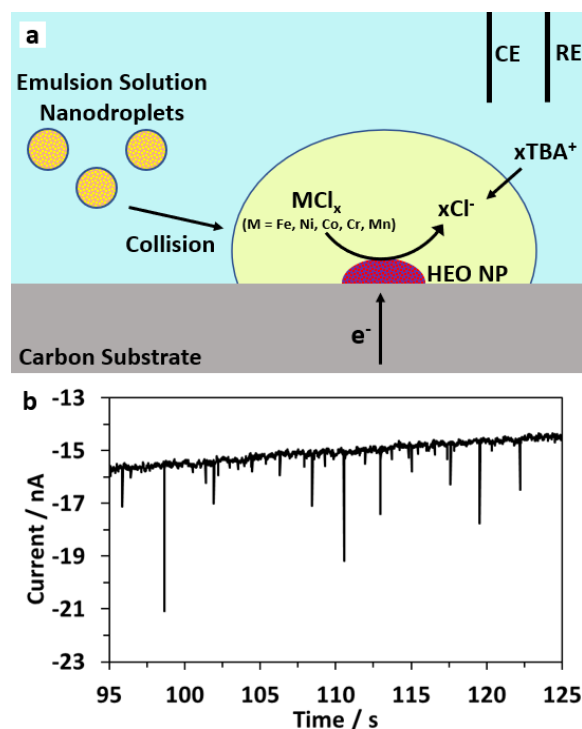 a
CE RE
Emulsion Solution
Nanodroplets
xTBA⁺
MClₓ
xCl⁻
(M = Fe, Ni, Co, Cr, Mn)
Collision
HEO NP
e⁻
Carbon Substrate
b
-13
-15
-17
-19
-21
-23
Current / nA
95 100 105 110 115 120 125
Time / s